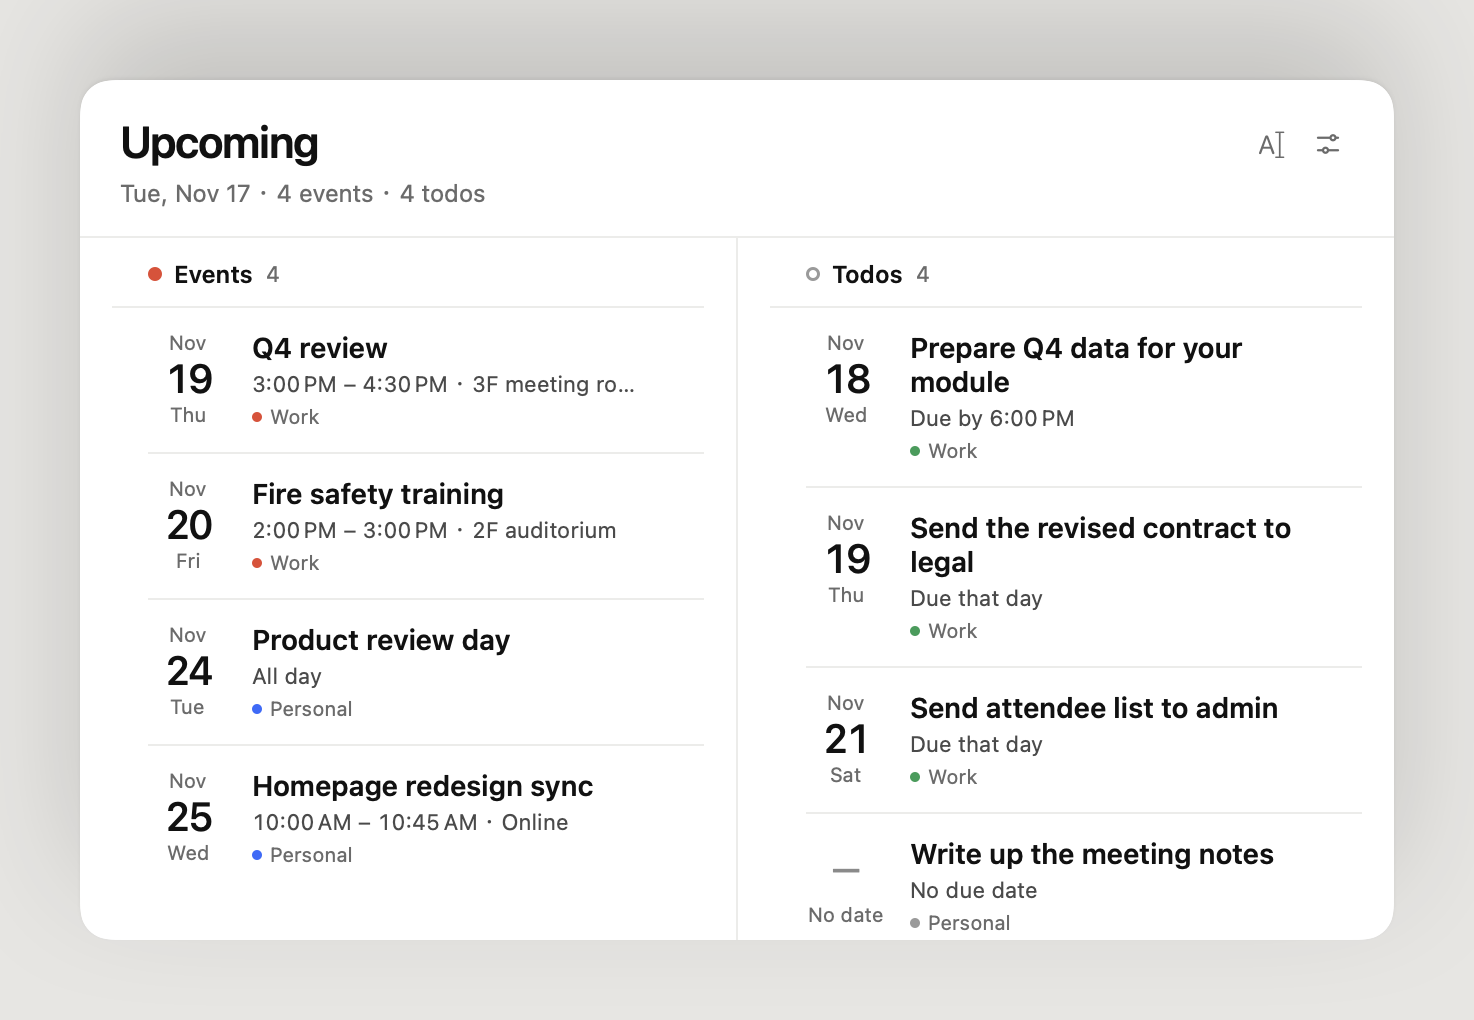 Upcoming
Tue, Nov 17 · 4 events · 4 todos
Events 4
Nov
19
Thu
Q4 review
3:00 PM – 4:30 PM · 3F meeting ro…
Work
Nov
20
Fri
Fire safety training
2:00 PM – 3:00 PM · 2F auditorium
Work
Nov
24
Tue
Product review day
All day
Personal
Nov
25
Wed
Homepage redesign sync
10:00 AM – 10:45 AM · Online
Personal
Todos 4
Nov
18
Wed
Prepare Q4 data for your
module
Due by 6:00 PM
Work
Nov
19
Thu
Send the revised contract to
legal
Due that day
Work
Nov
21
Sat
Send attendee list to admin
Due that day
Work
—
No date
Write up the meeting notes
No due date
Personal